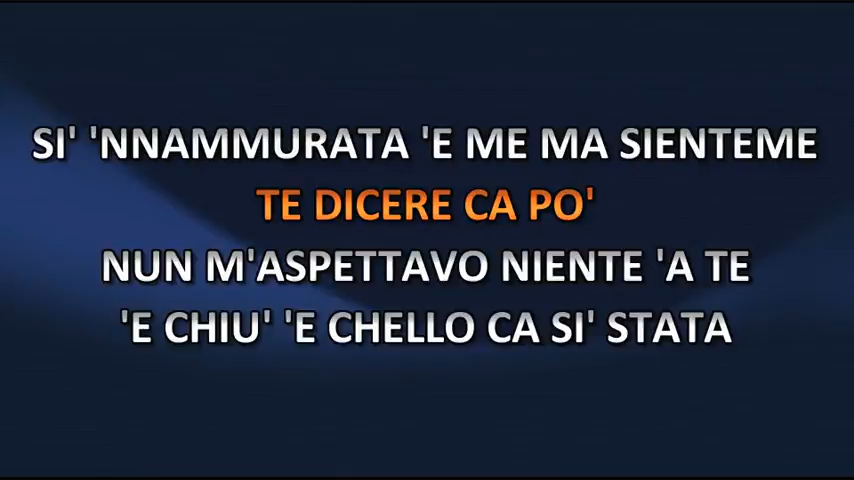 SI' 'NNAMMURATA 'E ME MA SIENTEME
TE DICERE CA PO'
NUN M'ASPETTAVO NIENTE 'A TE
'E CHIU' 'E CHELLO CA SI' STATA